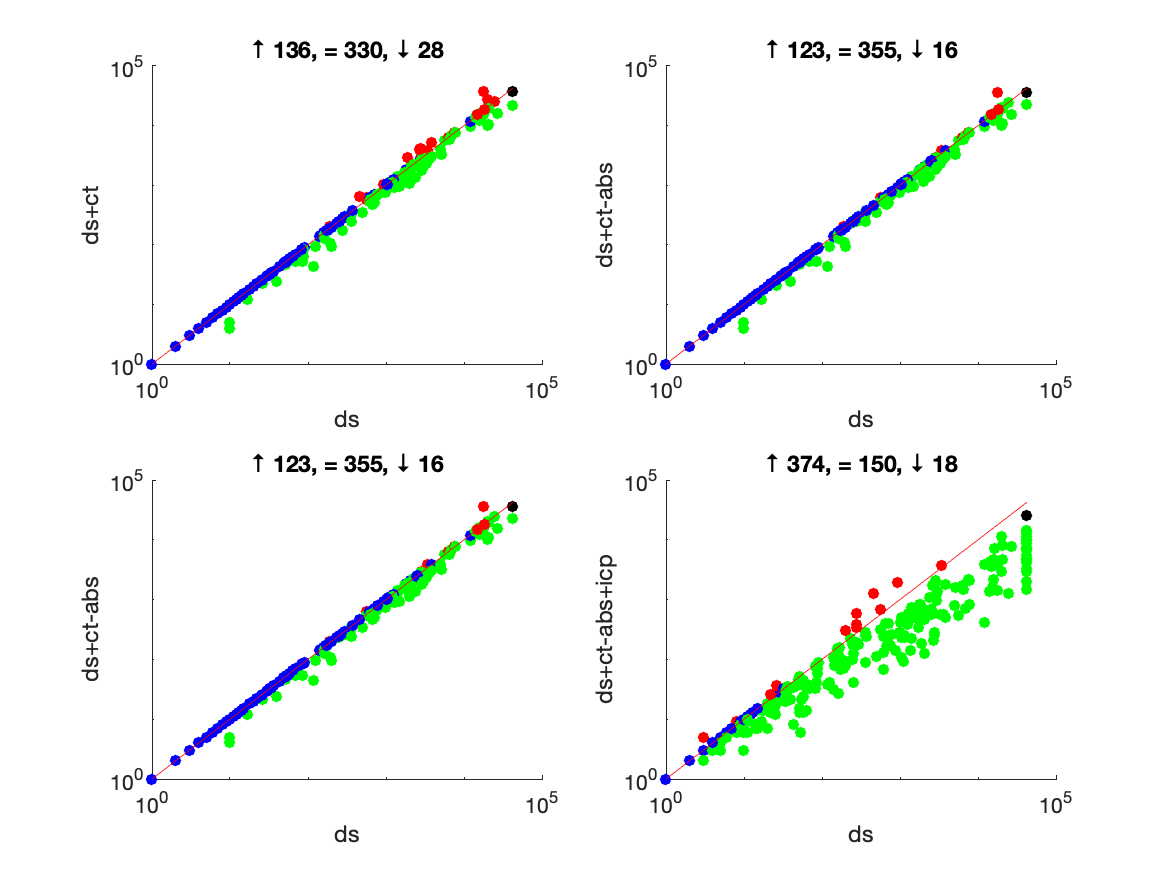 ↑ 136, = 330, ↓ 28
10^5
ds+ct
10^0
10^0
10^5
ds
↑ 123, = 355, ↓ 16
10^5
ds+ct-abs
10^0
10^0
10^5
ds
↑ 123, = 355, ↓ 16
10^5
ds+ct-abs
10^0
10^0
10^5
ds
↑ 374, = 150, ↓ 18
10^5
ds+ct-abs+icp
10^0
10^0
10^5
ds